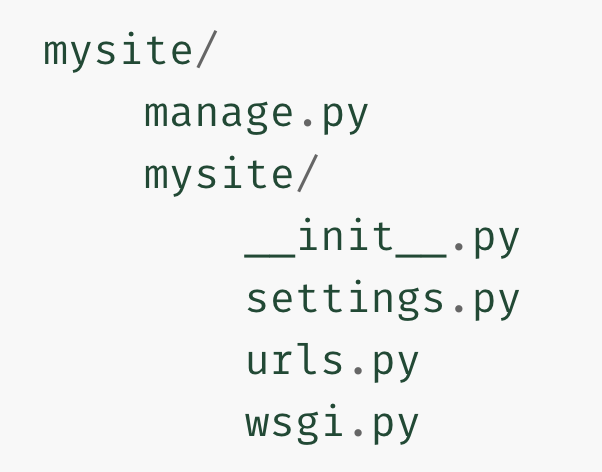 mysite/
    manage.py
    mysite/
        __init__.py
        settings.py
        urls.py
        wsgi.py